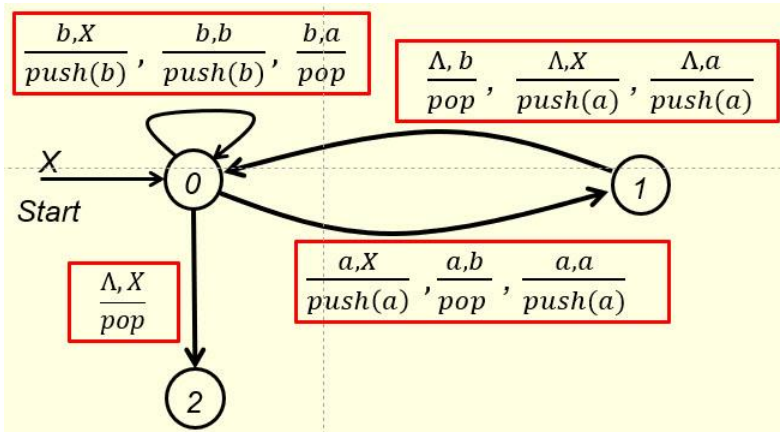 b,X/push(b) , b,b/push(b) , b,a/pop
Λ, b/pop , Λ,X/push(a) , Λ,a/push(a)
X
0
1
Start
a,X/push(a) , a,b/pop , a,a/push(a)
Λ, X/pop
2